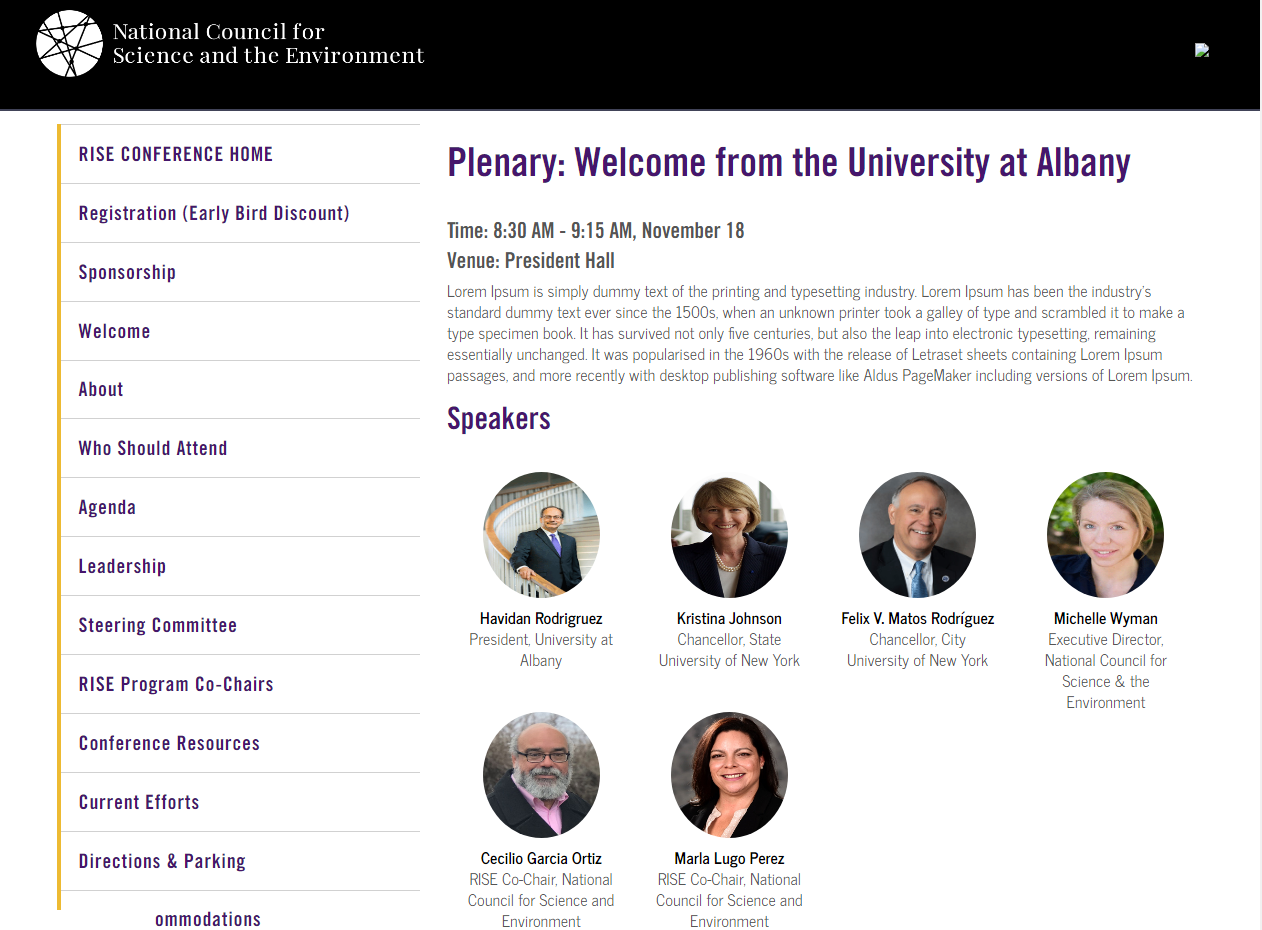 National Council for
Science and the Environment
RISE CONFERENCE HOME
Registration (Early Bird Discount)
Sponsorship
Welcome
About
Who Should Attend
Agenda
Leadership
Steering Committee
RISE Program Co-Chairs
Conference Resources
Current Efforts
Directions & Parking
ommodations
Plenary: Welcome from the University at Albany
Time: 8:30 AM - 9:15 AM, November 18
Venue: President Hall
Lorem Ipsum is simply dummy text of the printing and typesetting industry. Lorem Ipsum has been the industry's
standard dummy text ever since the 1500s, when an unknown printer took a galley of type and scrambled it to make a
type specimen book. It has survived not only five centuries, but also the leap into electronic typesetting, remaining
essentially unchanged. It was popularised in the 1960s with the release of Letraset sheets containing Lorem Ipsum
passages, and more recently with desktop publishing software like Aldus PageMaker including versions of Lorem Ipsum.
Speakers
Havidan Rodrigruez
President, University at
Albany
Kristina Johnson
Chancellor, State
University of New York
Felix V. Matos Rodríguez
Chancellor, City
University of New York
Michelle Wyman
Executive Director,
National Council for
Science & the
Environment
Cecilio Garcia Ortiz
RISE Co-Chair, National
Council for Science and
Environment
Marla Lugo Perez
RISE Co-Chair, National
Council for Science and
Environment